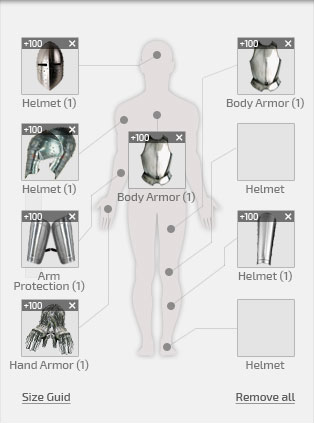 +100 ×
Helmet (1)
+100 ×
Body Armor (1)
+100 ×
Helmet (1)
+100 ×
Body Armor (1)
Helmet
+100 ×
Arm
Protection (1)
+100 ×
Helmet (1)
+100 ×
Hand Armor (1)
Helmet
Size Guid
Remove all